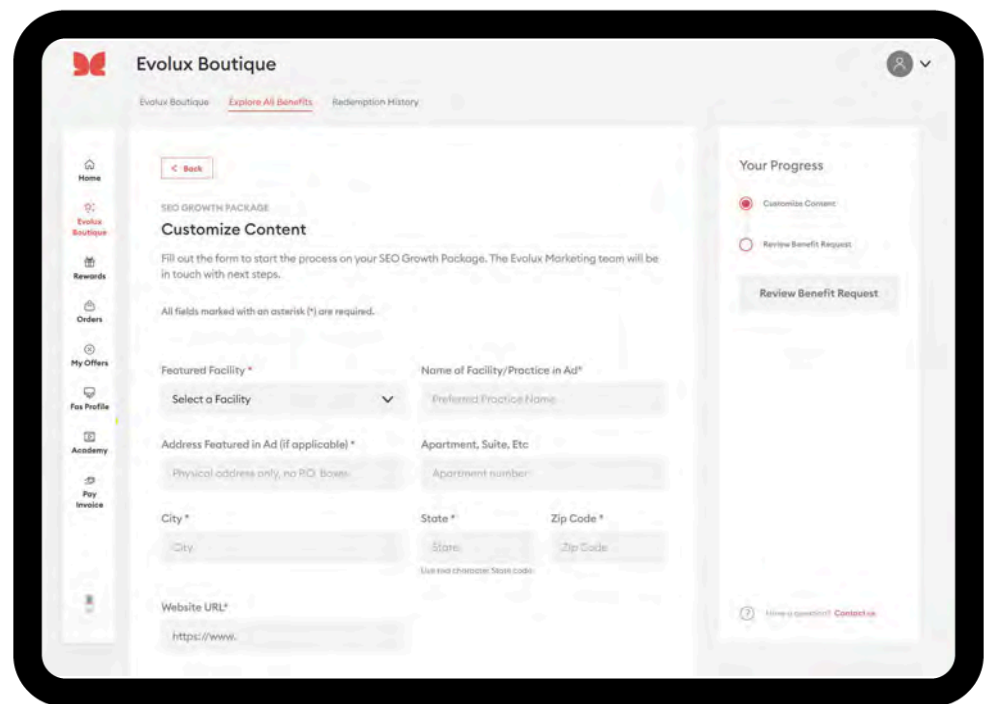 Evolux Boutique
Evolux Boutique Explore All Benefits Redemption History
Home
Evolux
Boutique
Rewards
Orders
My Offers
Fas Profile
Academy
Pay
Invoice
< Back
SEO GROWTH PACKAGE
Customize Content
Fill out the form to start the process on your SEO Growth Package. The Evolux Marketing team will be
in touch with next steps.
All fields marked with an asterisk (*) are required.
Featured Facility *
Select a Facility
Name of Facility/Practice in Ad*
Preferred Practice Name
Address Featured in Ad (if applicable) *
Physical address only, no P.O. Boxes
Apartment, Suite, Etc
Apartment number
City *
City
State *
State
Use two character State code
Zip Code *
Zip Code
Website URL*
https://www.
Your Progress
Customize Content
Review Benefit Request
Review Benefit Request
Have a question? Contact us